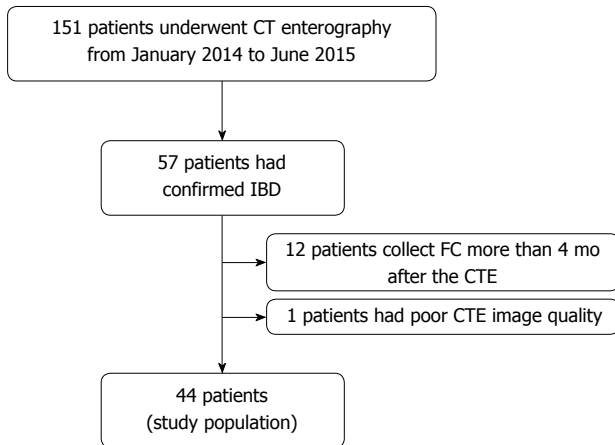 151 patients underwent CT enterography
from January 2014 to June 2015
57 patients had
confirmed IBD
12 patients collect FC more than 4 mo
after the CTE
1 patients had poor CTE image quality
44 patients
(study population)